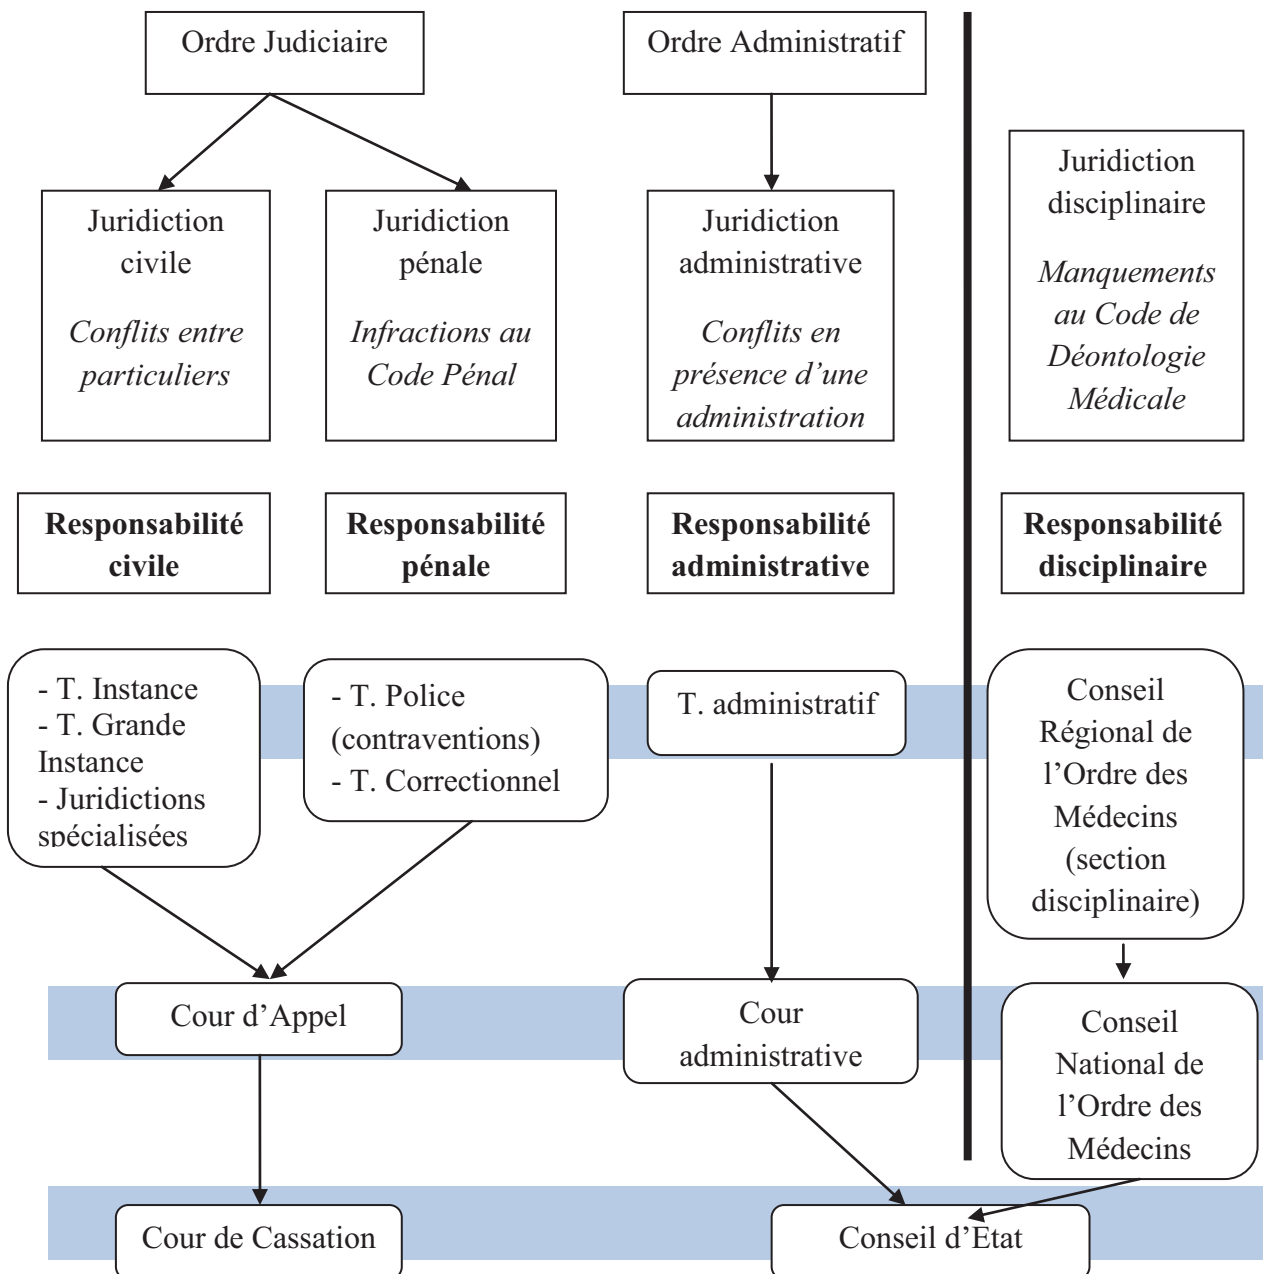 Ordre Judiciaire
Ordre Administratif
Juridiction
civile
Conflits entre
particuliers
Juridiction
pénale
Infractions au
Code Pénal
Juridiction
administrative
Conflits en
présence d’une
administration
Juridiction
disciplinaire
Manquements
au Code de
Déontologie
Médicale
Responsabilité
civile
Responsabilité
pénale
Responsabilité
administrative
Responsabilité
disciplinaire
- T. Instance
- T. Grande
Instance
- Juridictions
spécialisées
- T. Police
(contraventions)
- T. Correctionnel
T. administratif
Conseil
Régional de
l’Ordre des
Médecins
(section
disciplinaire)
Cour d’Appel
Cour
administrative
Conseil
National de
l’Ordre des
Médecins
Cour de Cassation
Conseil d’Etat